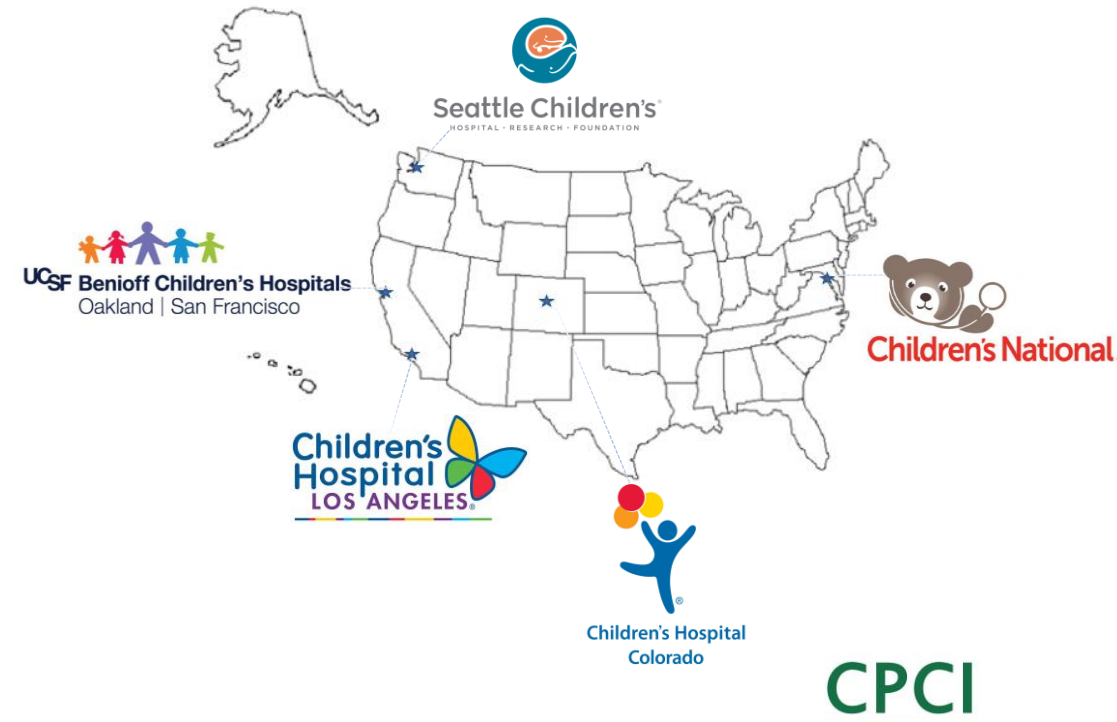 Seattle Children's®
HOSPITAL · RESEARCH · FOUNDATION
UCSF Benioff Children's Hospitals
Oakland | San Francisco
Children's National
Children's
Hospital
LOS ANGELES®
®
Children's Hospital
Colorado
CPCI